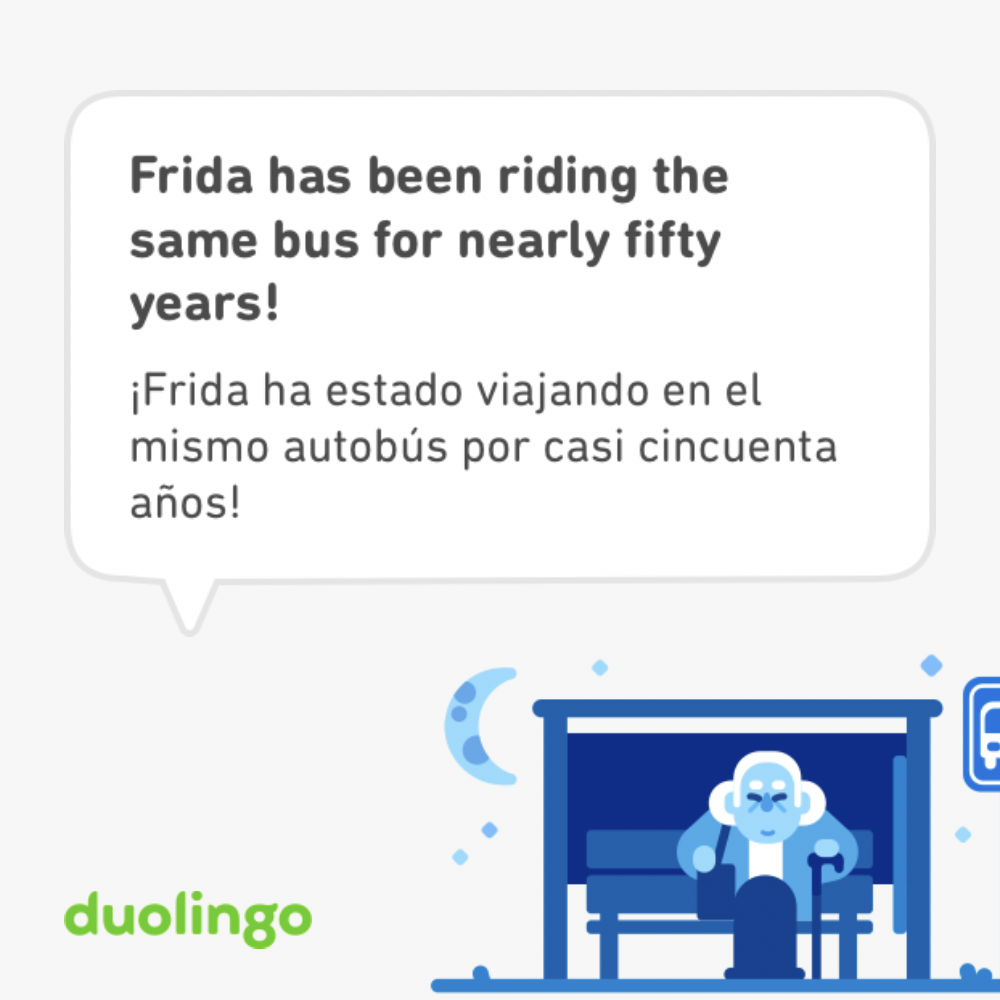 Frida has been riding the
same bus for nearly fifty
years!
¡Frida ha estado viajando en el
mismo autobús por casi cincuenta
años!
duolingo